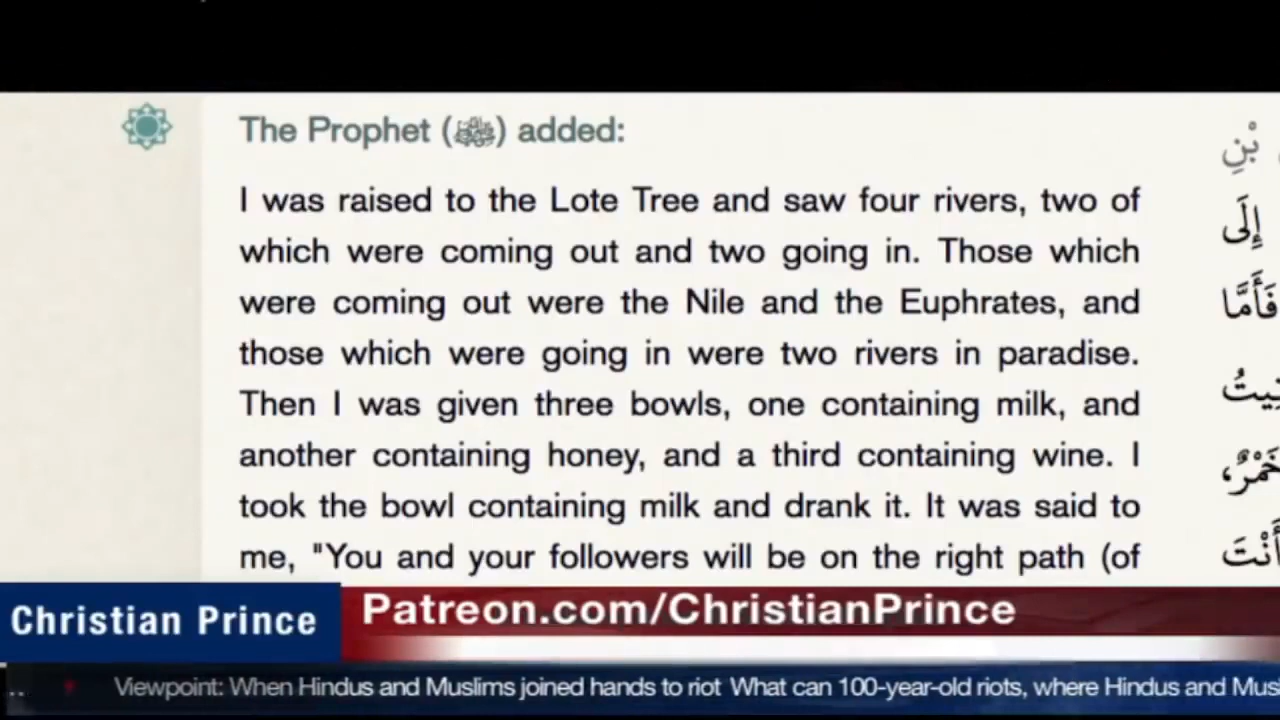 The Prophet (ﷺ) added:
I was raised to the Lote Tree and saw four rivers, two of
which were coming out and two going in. Those which
were coming out were the Nile and the Euphrates, and
those which were going in were two rivers in paradise.
Then I was given three bowls, one containing milk, and
another containing honey, and a third containing wine. I
took the bowl containing milk and drank it. It was said to
me, "You and your followers will be on the right path (of
بْنِ
إِلَى
فَأَمَّا
خَمْرٌ،
Christian Prince
Patreon.com/ChristianPrince
.. Viewpoint: When Hindus and Muslims joined hands to riot What can 100-year-old riots, where Hindus and Mus